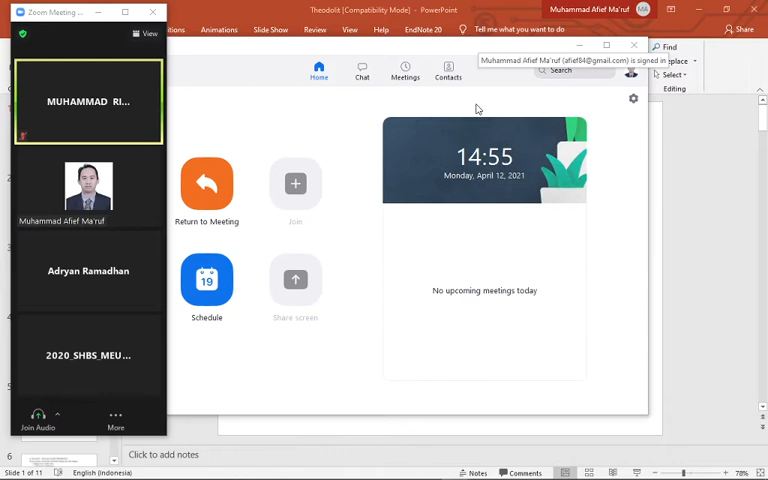 Zoom Meeting ...
View
MUHAMMAD RI...
Muhammad Afief Ma'ruf
Adryan Ramadhan
2020_SHBS_MEU...
Join Audio
More
Theodolit [Compatibility Mode] - PowerPoint
Muhammad Afief Ma'ruf
MA
Animations
Slide Show
Review
View
Help
EndNote 20
Tell me what you want to do
Share
Find
Select
Editing
Home
Chat
Meetings
Contacts
Search
Muhammad Afief Ma'ruf (afief84@gmail.com) is signed in
14:55
Monday, April 12, 2021
No upcoming meetings today
Return to Meeting
Join
19
Schedule
Share screen
6
Click to add notes
Slide 1 of 11
English (Indonesia)
Notes
Comments
78%